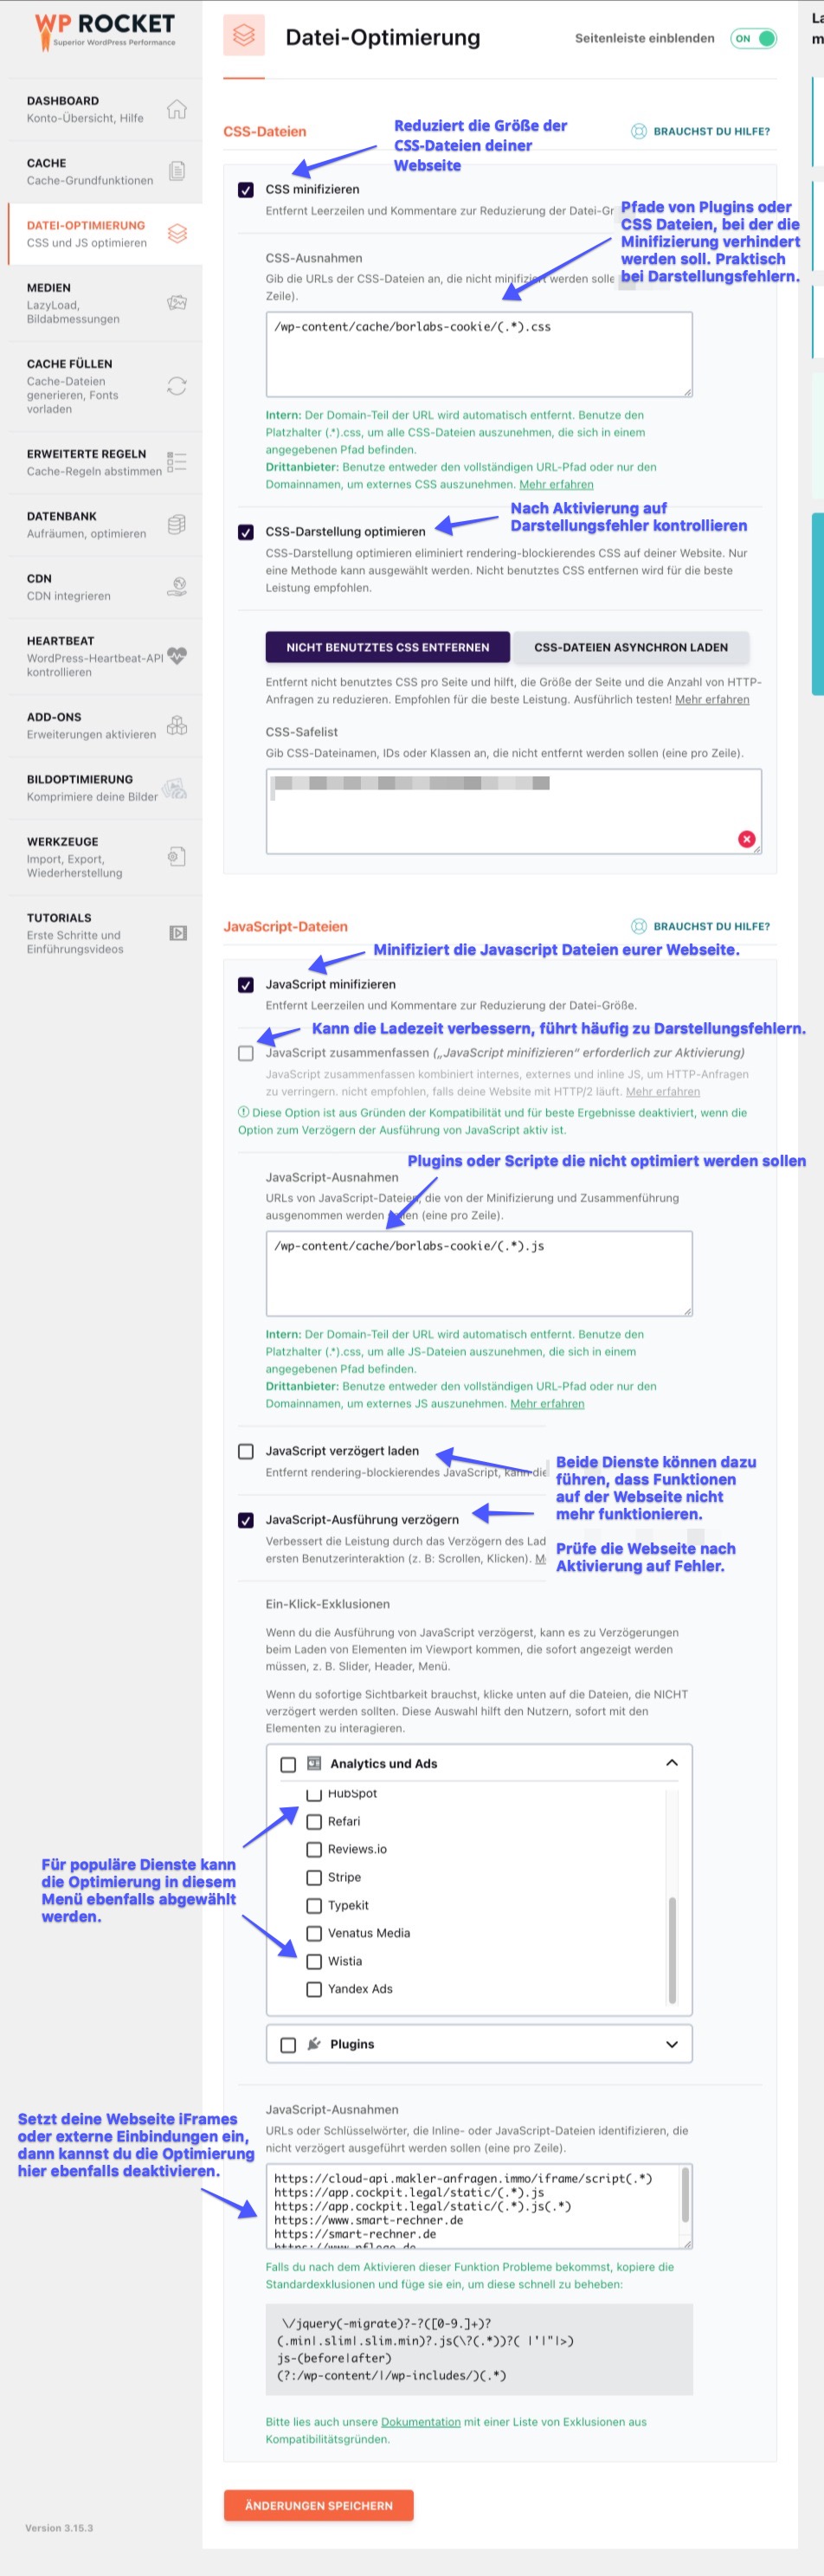 WP ROCKET
Superior WordPress Performance
DASHBOARD
Konto-Übersicht, Hilfe
CACHE
Cache-Grundfunktionen
DATEI-OPTIMIERUNG
CSS und JS optimieren
MEDIEN
LazyLoad,
Bildabmessungen
CACHE FÜLLEN
Cache-Dateien
generieren, Fonts
vorladen
ERWEITERTE REGELN
Cache-Regeln abstimmen
DATENBANK
Aufräumen, optimieren
CDN
CDN integrieren
HEARTBEAT
WordPress-Heartbeat-API
kontrollieren
ADD-ONS
Erweiterungen aktivieren
BILDOPTIMIERUNG
Komprimiere deine Bilder
WERKZEUGE
Import, Export,
Wiederherstellung
TUTORIALS
Erste Schritte und
Einführungsvideos
Datei-Optimierung
Seitenleiste einblenden
ON
CSS-Dateien
Reduziert die Größe der
CSS-Dateien deiner
Webseite
BRAUCHST DU HILFE?
CSS minifizieren
Entfernt Leerzeilen und Kommentare zur Reduzierung der Datei-Gr
Pfade von Plugins oder
CSS Dateien, bei der die
Minifizierung verhindert
werden soll. Praktisch
bei Darstellungsfehlern.
CSS-Ausnahmen
Gib die URLs der CSS-Dateien an, die nicht minifiziert werden solle
Zeile).
/wp-content/cache/borlabs-cookie/(.*).css
Intern: Der Domain-Teil der URL wird automatisch entfernt. Benutze den
Platzhalter (.*).css, um alle CSS-Dateien auszunehmen, die sich in einem
angegebenen Pfad befinden.
Drittanbieter: Benutze entweder den vollständigen URL-Pfad oder nur den
Domainnamen, um externes CSS auszunehmen. Mehr erfahren
Nach Aktivierung auf
Darstellungsfehler kontrollieren
CSS-Darstellung optimieren
CSS-Darstellung optimieren eliminiert rendering-blockierendes CSS auf deiner Website. Nur
eine Methode kann ausgewählt werden. Nicht benutztes CSS entfernen wird für die beste
Leistung empfohlen.
NICHT BENUTZTES CSS ENTFERNEN
CSS-DATEIEN ASYNCHRON LADEN
Entfernt nicht benutztes CSS pro Seite und hilft, die Größe der Seite und die Anzahl von HTTP-
Anfragen zu reduzieren. Empfohlen für die beste Leistung. Ausführlich testen! Mehr erfahren
CSS-Safelist
Gib CSS-Dateinamen, IDs oder Klassen an, die nicht entfernt werden sollen (eine pro Zeile).
JavaScript-Dateien
BRAUCHST DU HILFE?
Minifiziert die Javascript Dateien eurer Webseite.
JavaScript minifizieren
Entfernt Leerzeilen und Kommentare zur Reduzierung der Datei-Größe.
Kann die Ladezeit verbessern, führt häufig zu Darstellungsfehlern.
JavaScript zusammenfassen („JavaScript minifizieren“ erforderlich zur Aktivierung)
JavaScript zusammenfassen kombiniert internes, externes und inline JS, um HTTP-Anfragen
zu verringern. nicht empfohlen, falls deine Website mit HTTP/2 läuft. Mehr erfahren
Diese Option ist aus Gründen der Kompatibilität und für beste Ergebnisse deaktiviert, wenn die
Option zum Verzögern der Ausführung von JavaScript aktiv ist.
Plugins oder Scripte die nicht optimiert werden sollen
JavaScript-Ausnahmen
URLs von JavaScript-Dateien, die von der Minifizierung und Zusammenführung
ausgenommen werden sollen (eine pro Zeile).
/wp-content/cache/borlabs-cookie/(.*).js
Intern: Der Domain-Teil der URL wird automatisch entfernt. Benutze den
Platzhalter (.*).css, um alle JS-Dateien auszunehmen, die sich in einem
angegebenen Pfad befinden.
Drittanbieter: Benutze entweder den vollständigen URL-Pfad oder nur den
Domainnamen, um externes JS auszunehmen. Mehr erfahren
JavaScript verzögert laden
Entfernt rendering-blockierendes JavaScript, kann die
Beide Dienste können dazu
führen, dass Funktionen
auf der Webseite nicht
mehr funktionieren.
Prüfe die Webseite nach
Aktivierung auf Fehler.
JavaScript-Ausführung verzögern
Verbessert die Leistung durch das Verzögern des Lad
ersten Benutzerinteraktion (z. B: Scrollen, Klicken). M
Ein-Klick-Exklusionen
Wenn du die Ausführung von JavaScript verzögerst, kann es zu Verzögerungen
beim Laden von Elementen im Viewport kommen, die sofort angezeigt werden
müssen, z. B. Slider, Header, Menü.
Wenn du sofortige Sichtbarkeit brauchst, klicke unten auf die Dateien, die NICHT
verzögert werden sollten. Diese Auswahl hilft den Nutzern, sofort mit den
Elementen zu interagieren.
Analytics und Ads
HubSpot
Refari
Reviews.io
Stripe
Typekit
Venatus Media
Wistia
Yandex Ads
Für populäre Dienste kann
die Optimierung in diesem
Menü ebenfalls abgewählt
werden.
Plugins
JavaScript-Ausnahmen
URLs oder Schlüsselwörter, die Inline- oder JavaScript-Dateien identifizieren, die
nicht verzögert ausgeführt werden sollen (eine pro Zeile).
Setzt deine Webseite iFrames
oder externe Einbindungen ein,
dann kannst du die Optimierung
hier ebenfalls deaktivieren.
https://cloud-api.makler-anfragen.immo/iframe/script(.*)
https://app.cockpit.legal/static/(.*).js
https://app.cockpit.legal/static/(.*).js(.*)
https://www.smart-rechner.de
https://smart-rechner.de
https://www.pflege.de
Falls du nach dem Aktivieren dieser Funktion Probleme bekommst, kopiere die
Standardexklusionen und füge sie ein, um diese schnell zu beheben:
\/jquery(-migrate)?-?([0-9.]+)?
(.min|.slim|.slim.min)?.js(\?(.*))?( |'|"|>)
js-(before|after)
(?:/wp-content/|/wp-includes/)(.*)
Bitte lies auch unsere Dokumentation mit einer Liste von Exklusionen aus
Kompatibilitätsgründen.
ÄNDERUNGEN SPEICHERN
Version 3.15.3
La
m